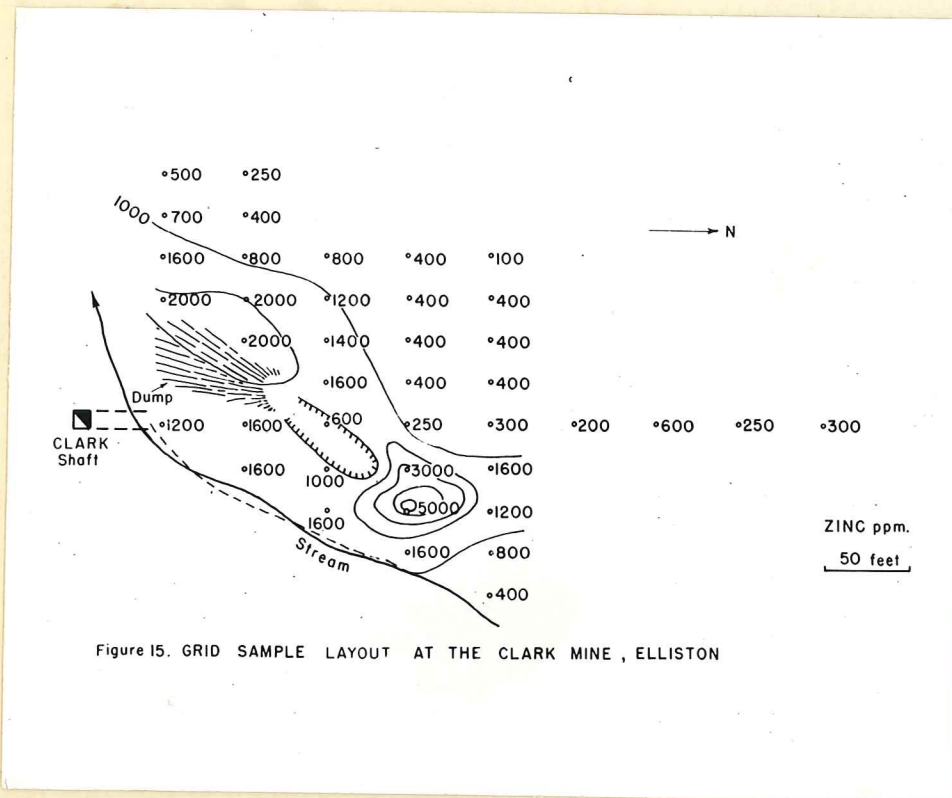 500 250
1000 700 400
N
1600 800 800 400 100
2000 2000 1200 400 400
2000 1400 400 400
1600 400 400
Dump
1200 1600 600 250 300 200 600 250 300
CLARK
Shaft
1600 1000 3000 1600
1600 5000 1200
ZINC ppm.
Stream
1600 800
50 feet
400
Figure 15. GRID SAMPLE LAYOUT AT THE CLARK MINE , ELLISTON